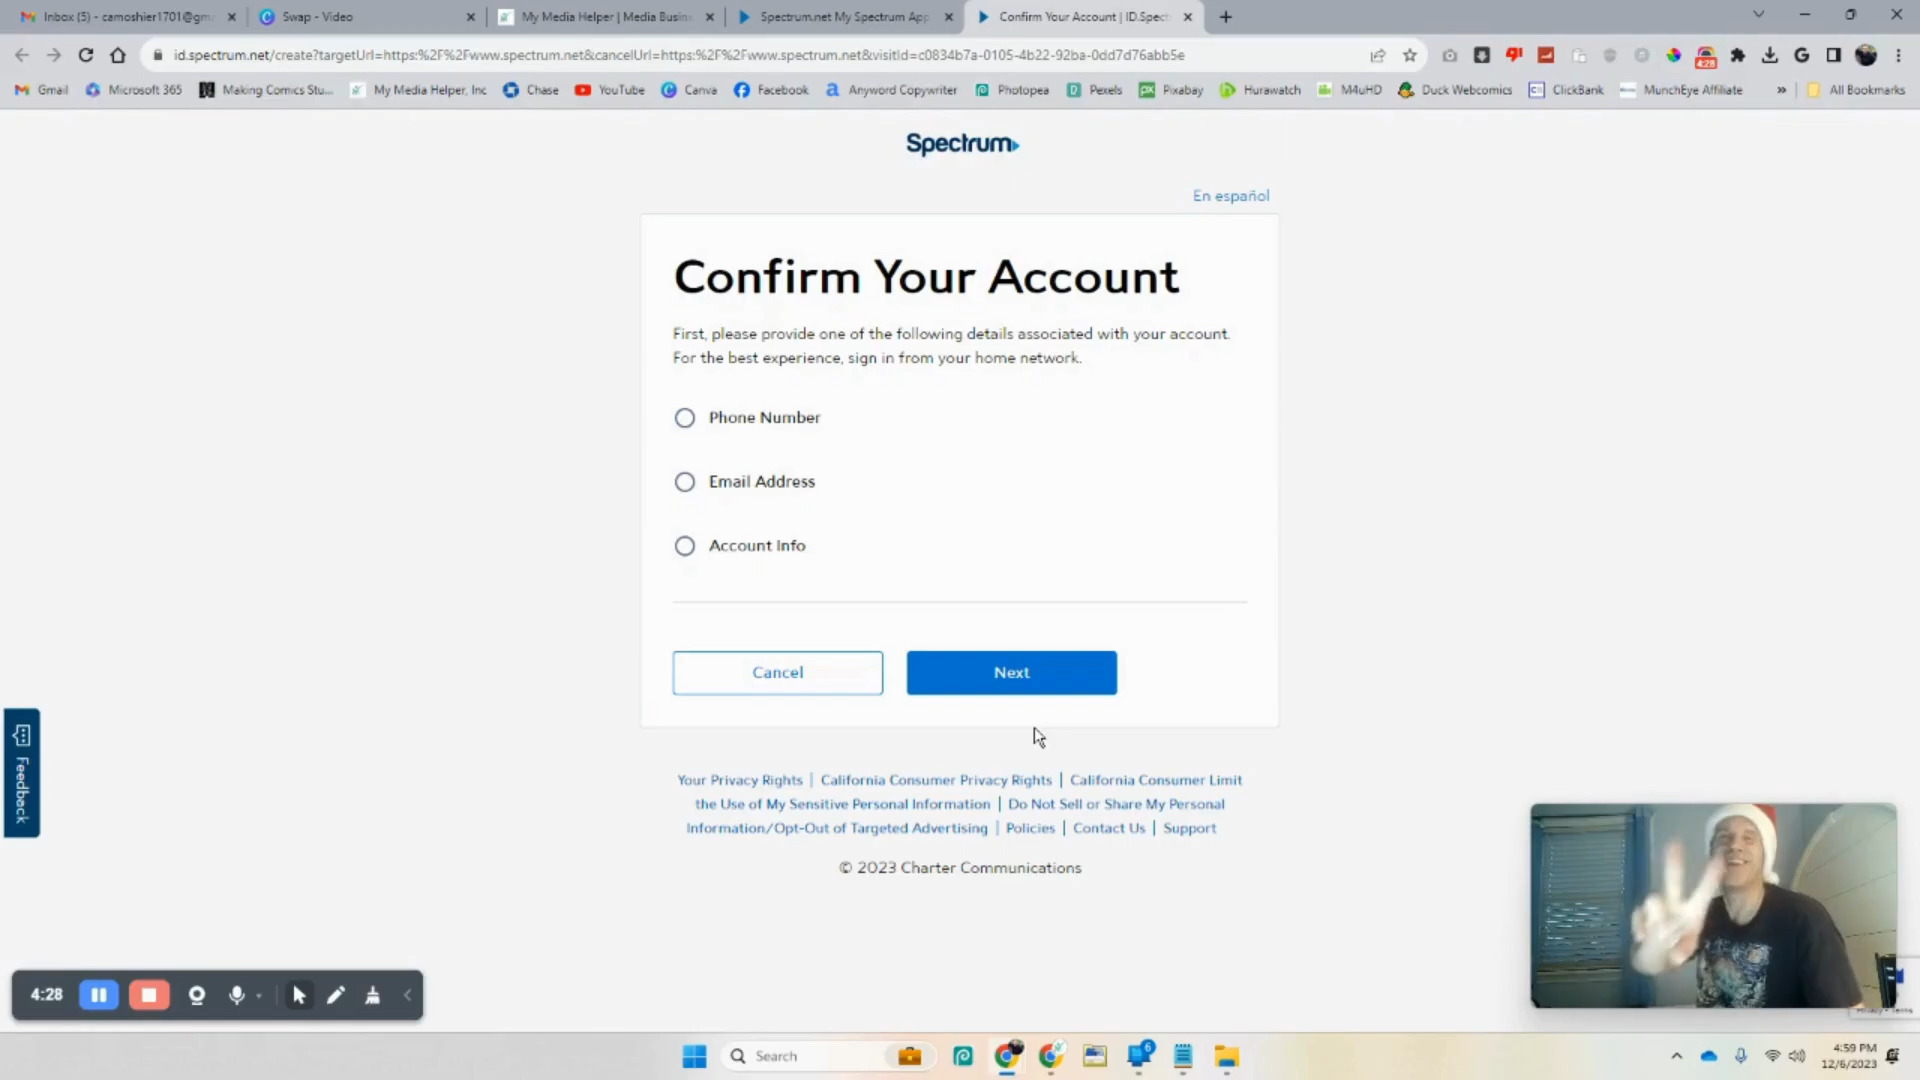 Inbox (5) - camoshier1701@gm
Swap - Video
My Media Helper | Media Busin
Spectrum.net My Spectrum App
Confirm Your Account | ID.Spect
id.spectrum.net/create?targetUrl=https:%2F%2Fwww.spectrum.net&cancelUrl=https:%2F%2Fwww.spectrum.net&visitId=c0834b7a-0105-4b22-92ba-0dd7d76abb5e
4:28
Gmail
Microsoft 365
Making Comics Stu...
My Media Helper, Inc
Chase
YouTube
Canva
Facebook
Anyword Copywriter
Photopea
Pexels
Pixabay
Hurawatch
M4uHD
Duck Webcomics
ClickBank
MunchEye Affiliate
»
All Bookmarks
Spectrum
En español
Confirm Your Account
First, please provide one of the following details associated with your account.
For the best experience, sign in from your home network.
Phone Number
Email Address
Account Info
Cancel
Next
Feedback
Your Privacy Rights | California Consumer Privacy Rights | California Consumer Limit
the Use of My Sensitive Personal Information | Do Not Sell or Share My Personal
Information/Opt-Out of Targeted Advertising | Policies | Contact Us | Support
© 2023 Charter Communications
4:28
Privacy - Terms
Search
6
4:59 PM
12/6/2023